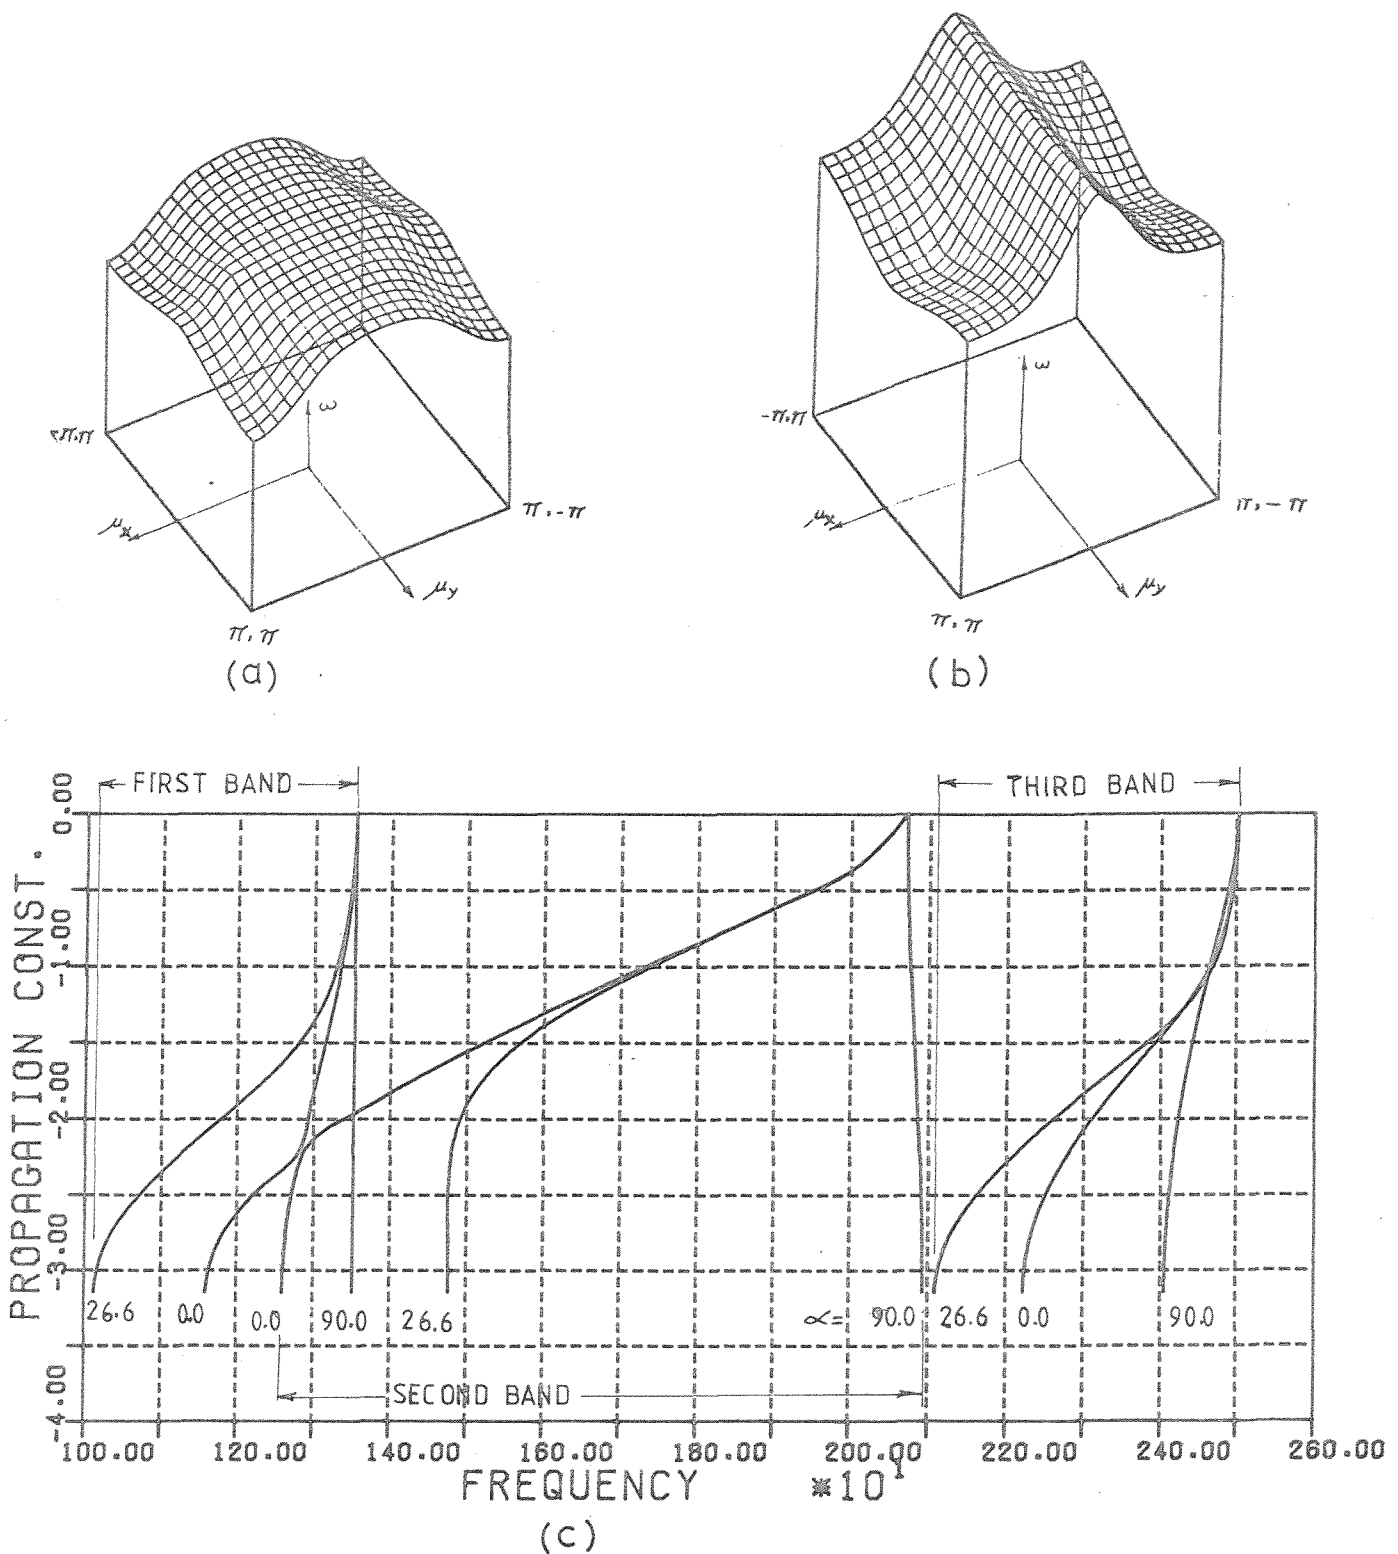 ω
-π.π
π.-π
μx
μy
π.π
(a)
ω
-π.π
π.-π
μx
μy
π.π
(b)
FIRST BAND
THIRD BAND
0.00
-1.00
-2.00
-3.00
-4.00
PROPAGATION CONST.
26.6 0.0 0.0 90.0 26.6 α= 90.0 26.6 0.0 90.0
SECOND BAND
100.00 120.00 140.00 160.00 180.00 200.00 220.00 240.00 260.00
FREQUENCY *10¹
(c)